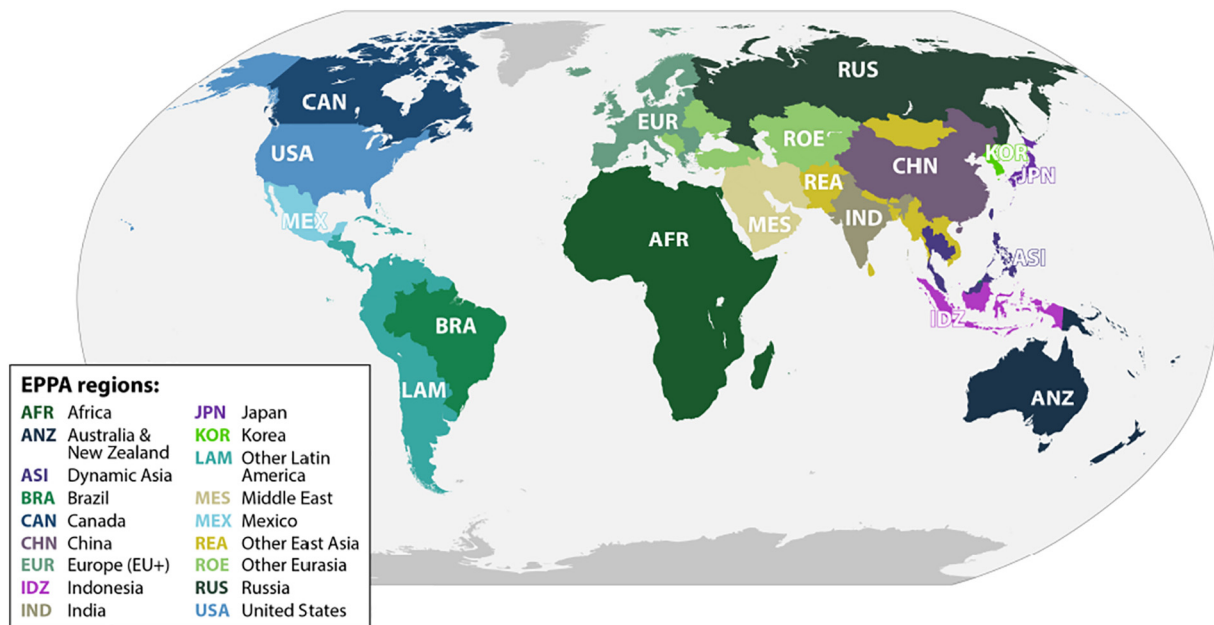 RUS
CAN
EUR
ROE
KOR
USA
CHN
JPN
REA
MEX
IND
MES
AFR
ASI
IDZ
BRA
LAM
ANZ
EPPA regions:
AFR Africa
ANZ Australia &
New Zealand
ASI Dynamic Asia
BRA Brazil
CAN Canada
CHN China
EUR Europe (EU+)
IDZ Indonesia
IND India
JPN Japan
KOR Korea
LAM Other Latin
America
MES Middle East
MEX Mexico
REA Other East Asia
ROE Other Eurasia
RUS Russia
USA United States